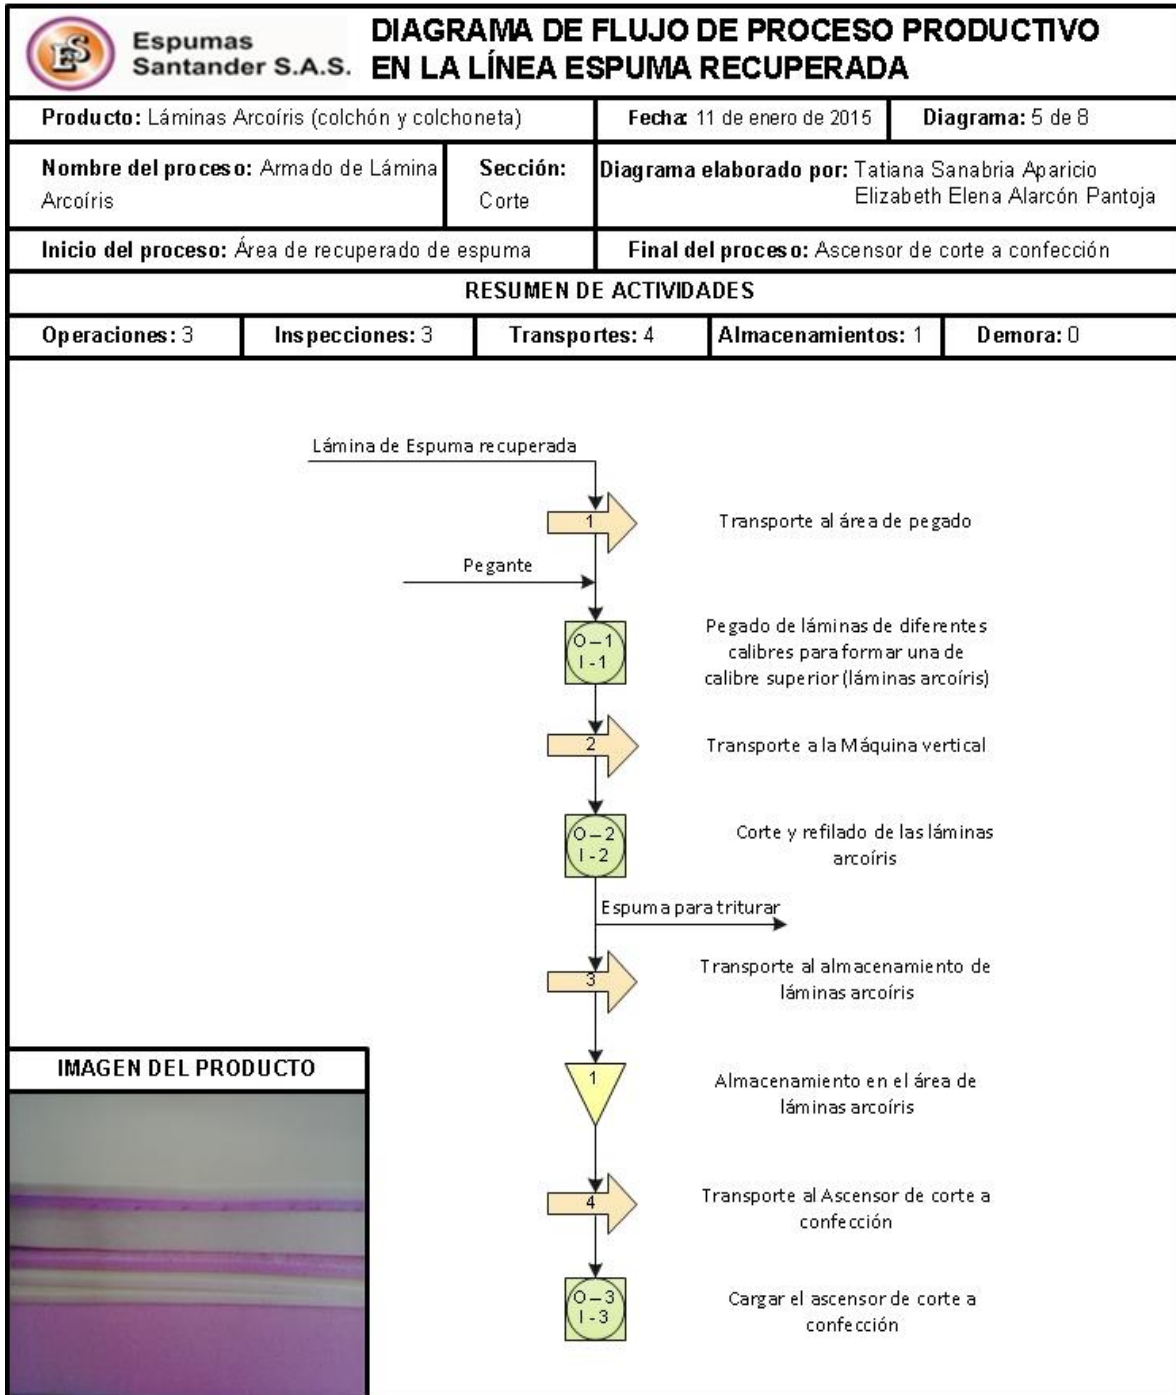 ES
Espumas
Santander S.A.S.
DIAGRAMA DE FLUJO DE PROCESO PRODUCTIVO
EN LA LÍNEA ESPUMA RECUPERADA
Producto: Láminas Arcoíris (colchón y colchoneta)
Fecha: 11 de enero de 2015
Diagrama: 5 de 8
Nombre del proceso: Armado de Lámina
Arcoíris
Sección:
Corte
Diagrama elaborado por: Tatiana Sanabria Aparicio
Elizabeth Elena Alarcón Pantoja
Inicio del proceso: Área de recuperado de espuma
Final del proceso: Ascensor de corte a confección
RESUMEN DE ACTIVIDADES
Operaciones: 3
Inspecciones: 3
Transportes: 4
Almacenamientos: 1
Demora: 0
Lámina de Espuma recuperada
1
Transporte al área de pegado
Pegante
O – 1
I - 1
Pegado de láminas de diferentes
calibres para formar una de
calibre superior (láminas arcoíris)
2
Transporte a la Máquina vertical
O – 2
I - 2
Corte y refilado de las láminas
arcoíris
Espuma para triturar
3
Transporte al almacenamiento de
láminas arcoíris
1
Almacenamiento en el área de
láminas arcoíris
4
Transporte al Ascensor de corte a
confección
O – 3
I - 3
Cargar el ascensor de corte a
confección
IMAGEN DEL PRODUCTO